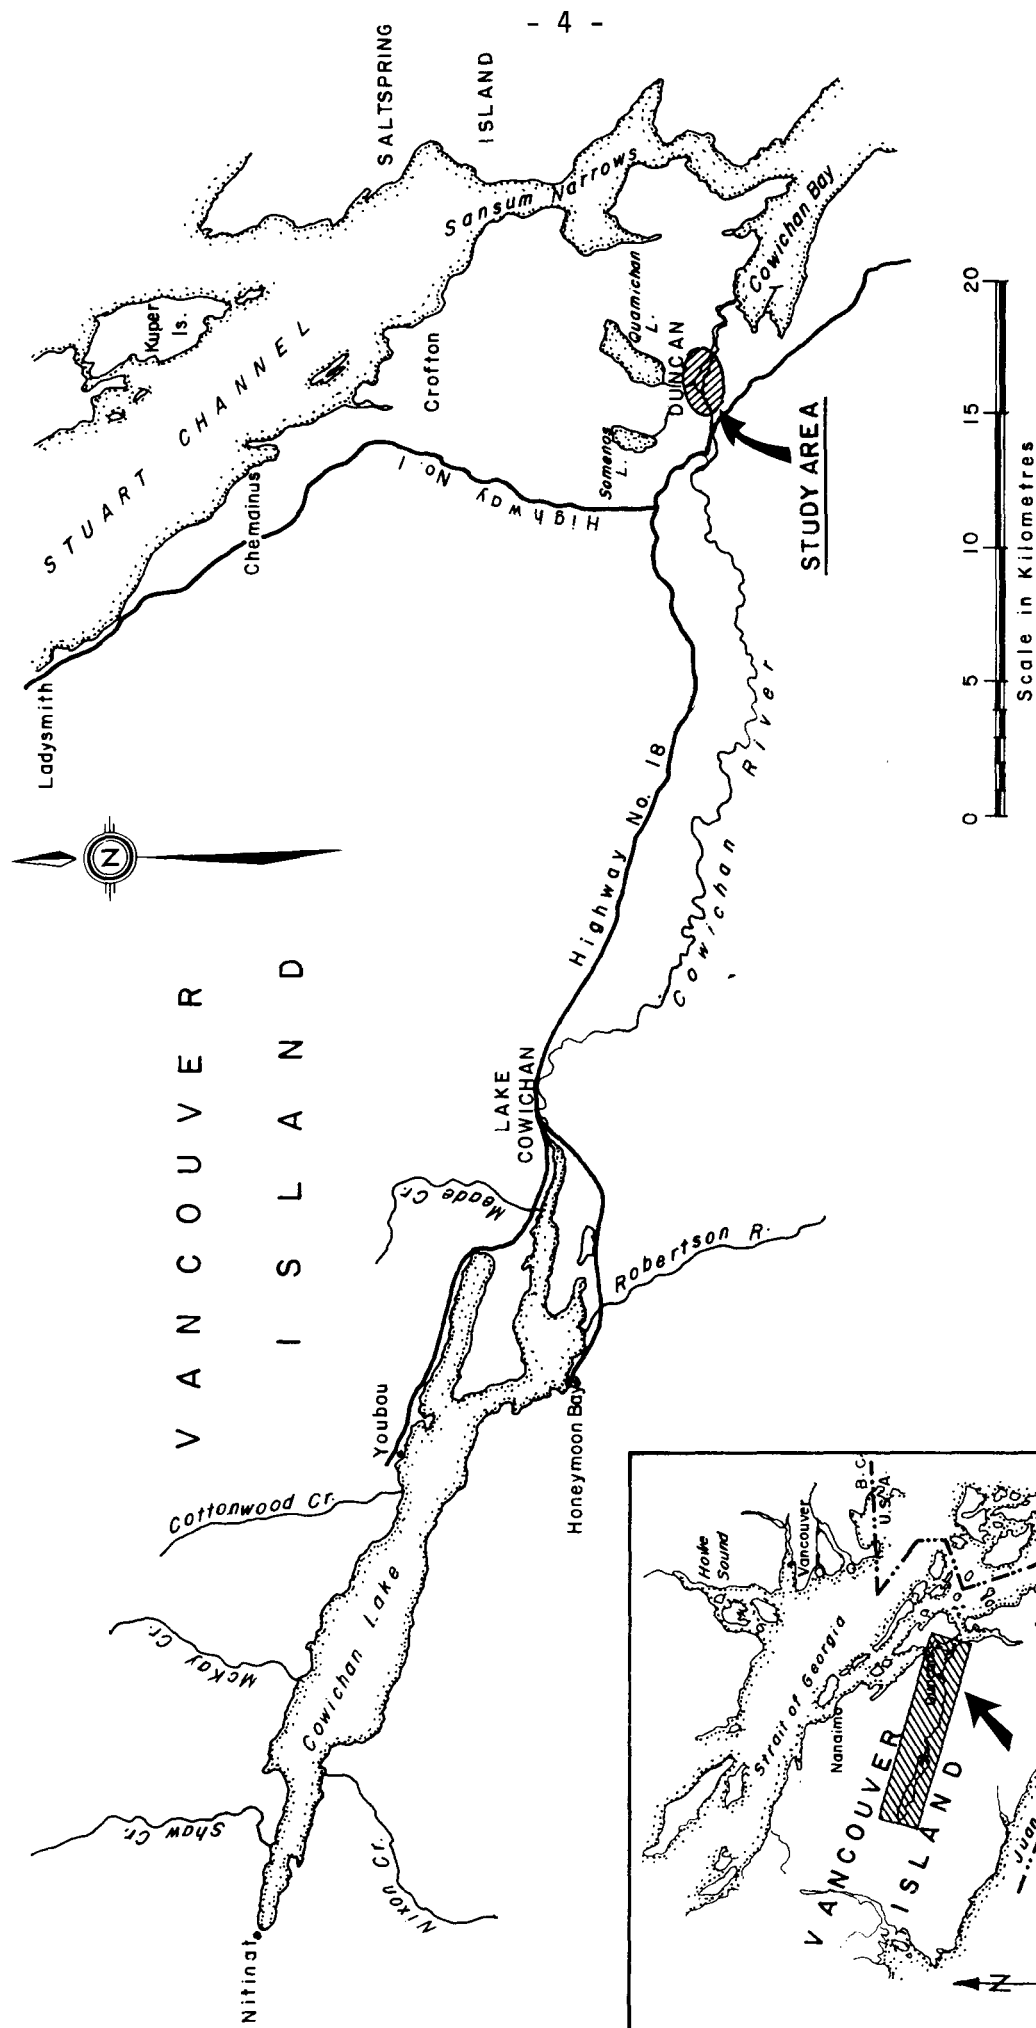 - 4 -
SALTSPRING
ISLAND
Kuper
Is.
STUART CHANNEL
Sansum Narrows
Ladysmith
Chemainus
Crofton
Highway No. 1
Somenos
L.
Quamichan
L.
DUNCAN
Cowichan Bay
STUDY AREA
N
VANCOUVER
ISLAND
Highway No. 18
Cowichan River
LAKE
COWICHAN
Meade Cr.
Robertson R.
Youbou
Honeymoon Bay
Cottonwood Cr.
McKay Cr.
Cowichan Lake
Shaw Cr.
Nixon Cr.
Nitinat
0 5 10 15 20
Scale in Kilometres
Howe
Sound
Vancouver
B.C.
U.S.A.
Strait of Georgia
Nanaimo
VANCOUVER
ISLAND
Juan
N